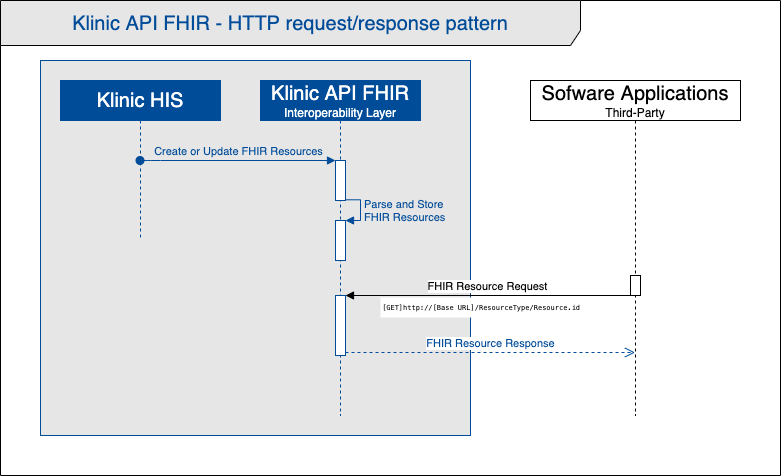 Klinic API FHIR - HTTP request/response pattern
Klinic HIS
Klinic API FHIR
Interoperability Layer
Sofware Applications
Third-Party
Create or Update FHIR Resources
Parse and Store
FHIR Resources
FHIR Resource Request
[GET]http://[Base URL]/ResourceType/Resource.id
FHIR Resource Response